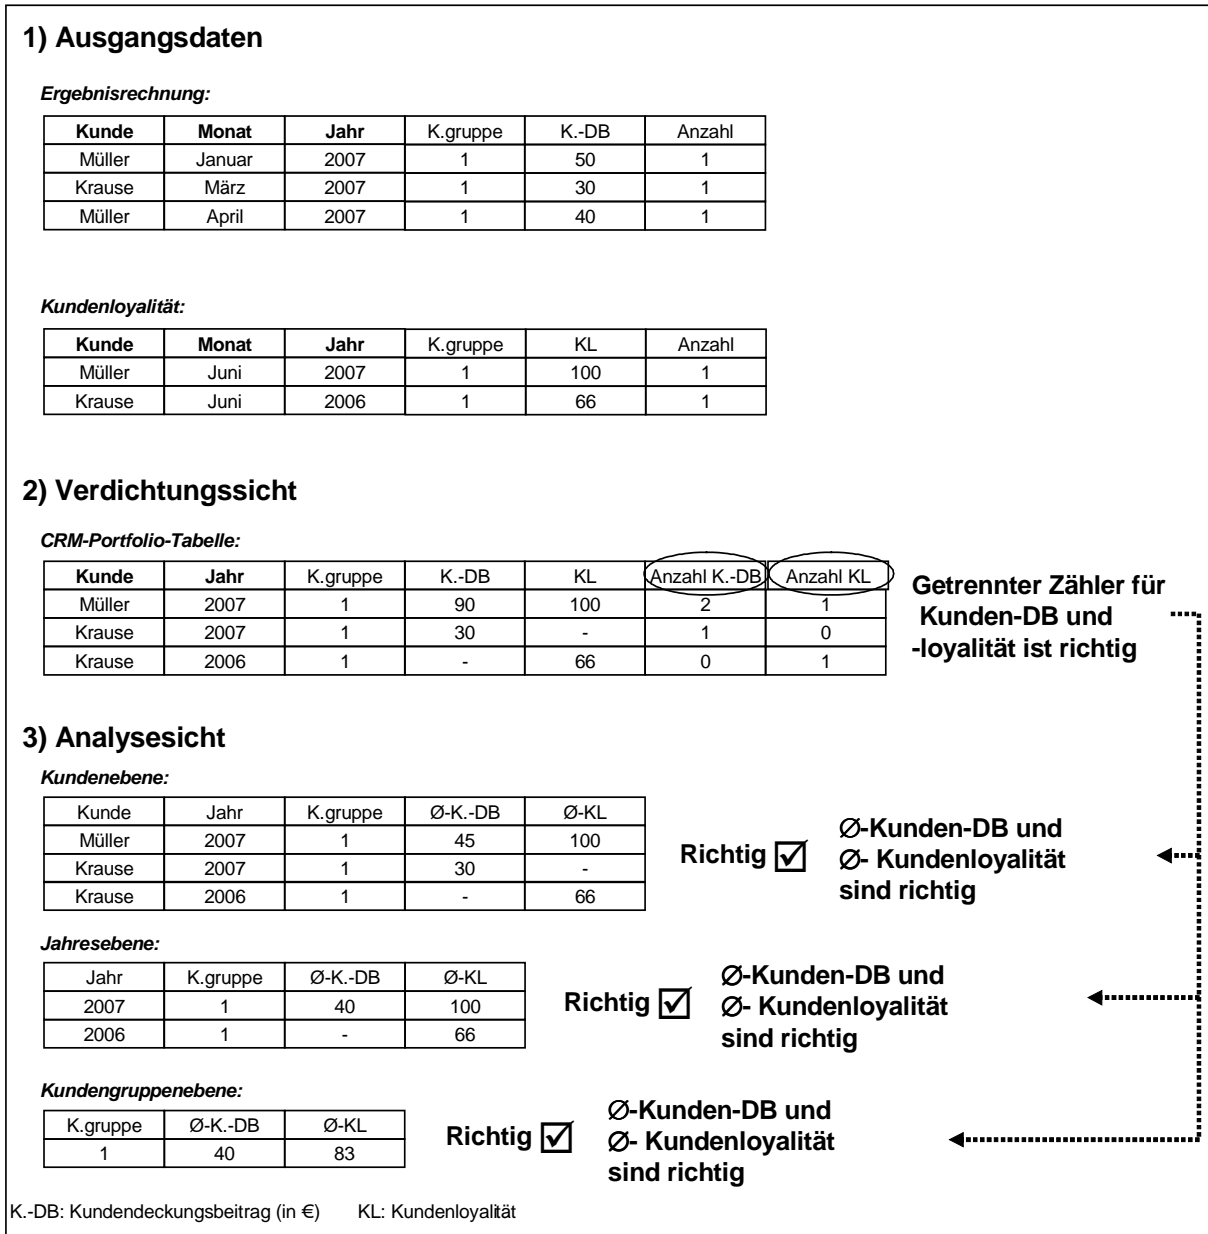 1) Ausgangsdaten
Ergebnisrechnung:
Kunde Monat Jahr K.gruppe K.-DB Anzahl
Müller Januar 2007 1 50 1
Krause März 2007 1 30 1
Müller April 2007 1 40 1
Kundenloyalität:
Kunde Monat Jahr K.gruppe KL Anzahl
Müller Juni 2007 1 100 1
Krause Juni 2006 1 66 1
2) Verdichtungssicht
CRM-Portfolio-Tabelle:
Kunde Jahr K.gruppe K.-DB KL Anzahl K.-DB Anzahl KL
Müller 2007 1 90 100 2 1
Krause 2007 1 30 - 1 0
Krause 2006 1 - 66 0 1
Getrennter Zähler für
Kunden-DB und
-loyalität ist richtig
3) Analysesicht
Kundenebene:
Kunde Jahr K.gruppe Ø-K.-DB Ø-KL
Müller 2007 1 45 100
Krause 2007 1 30 -
Krause 2006 1 - 66
Richtig ☑
Ø-Kunden-DB und
Ø- Kundenloyalität
sind richtig
Jahresebene:
Jahr K.gruppe Ø-K.-DB Ø-KL
2007 1 40 100
2006 1 - 66
Richtig ☑
Ø-Kunden-DB und
Ø- Kundenloyalität
sind richtig
Kundengruppenebene:
K.gruppe Ø-K.-DB Ø-KL
1 40 83
Richtig ☑
Ø-Kunden-DB und
Ø- Kundenloyalität
sind richtig
K.-DB: Kundendeckungsbeitrag (in €) KL: Kundenloyalität